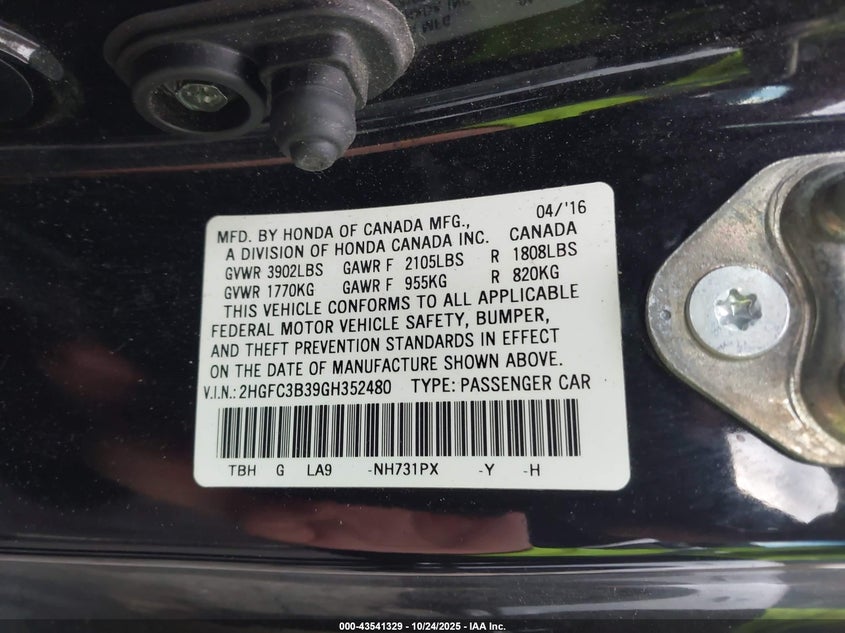 MFG
04/'16
MFD. BY HONDA OF CANADA MFG.,
A DIVISION OF HONDA CANADA INC. CANADA
GVWR 3902LBS GAWR F 2105LBS R 1808LBS
GVWR 1770KG GAWR F 955KG R 820KG
THIS VEHICLE CONFORMS TO ALL APPLICABLE
FEDERAL MOTOR VEHICLE SAFETY, BUMPER,
AND THEFT PREVENTION STANDARDS IN EFFECT
ON THE DATE OF MANUFACTURE SHOWN ABOVE.
V.I.N.: 2HGFC3B39GH352480 TYPE: PASSENGER CAR
TBH G LA9 -NH731PX -Y -H
000-43541329 - 10/24/2025 - IAA Inc.